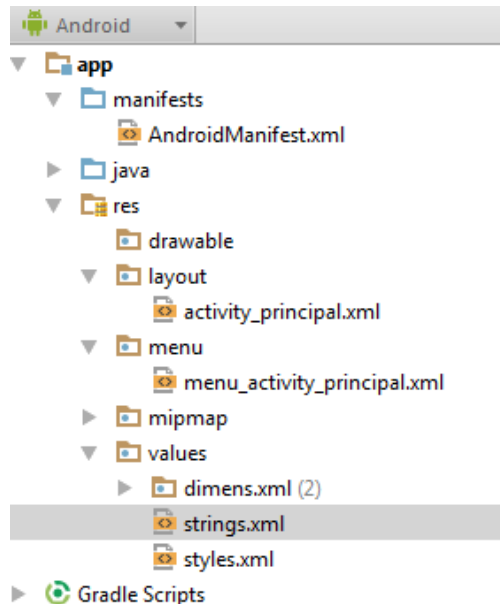 Android
app
manifests
AndroidManifest.xml
java
res
drawable
layout
activity_principal.xml
menu
menu_activity_principal.xml
mipmap
values
dimens.xml (2)
strings.xml
styles.xml
Gradle Scripts